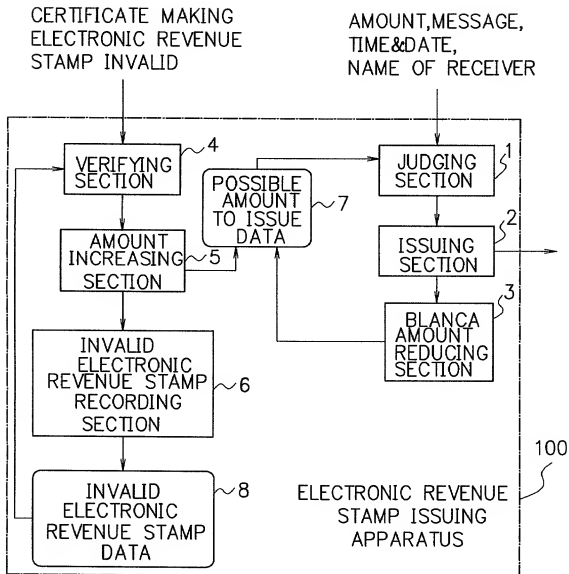 CERTIFICATE MAKING
ELECTRONIC REVENUE
STAMP INVALID
AMOUNT,MESSAGE,
TIME&DATE,
NAME OF RECEIVER
4
VERIFYING
SECTION
POSSIBLE
AMOUNT
TO ISSUE
DATA
7
JUDGING
SECTION
1
AMOUNT
INCREASING
SECTION
5
ISSUING
SECTION
2
BLANCA
AMOUNT
REDUCING
SECTION
3
INVALID
ELECTRONIC
REVENUE STAMP
RECORDING
SECTION
6
INVALID
ELECTRONIC
REVENUE STAMP
DATA
8
ELECTRONIC REVENUE
STAMP ISSUING
APPARATUS
100